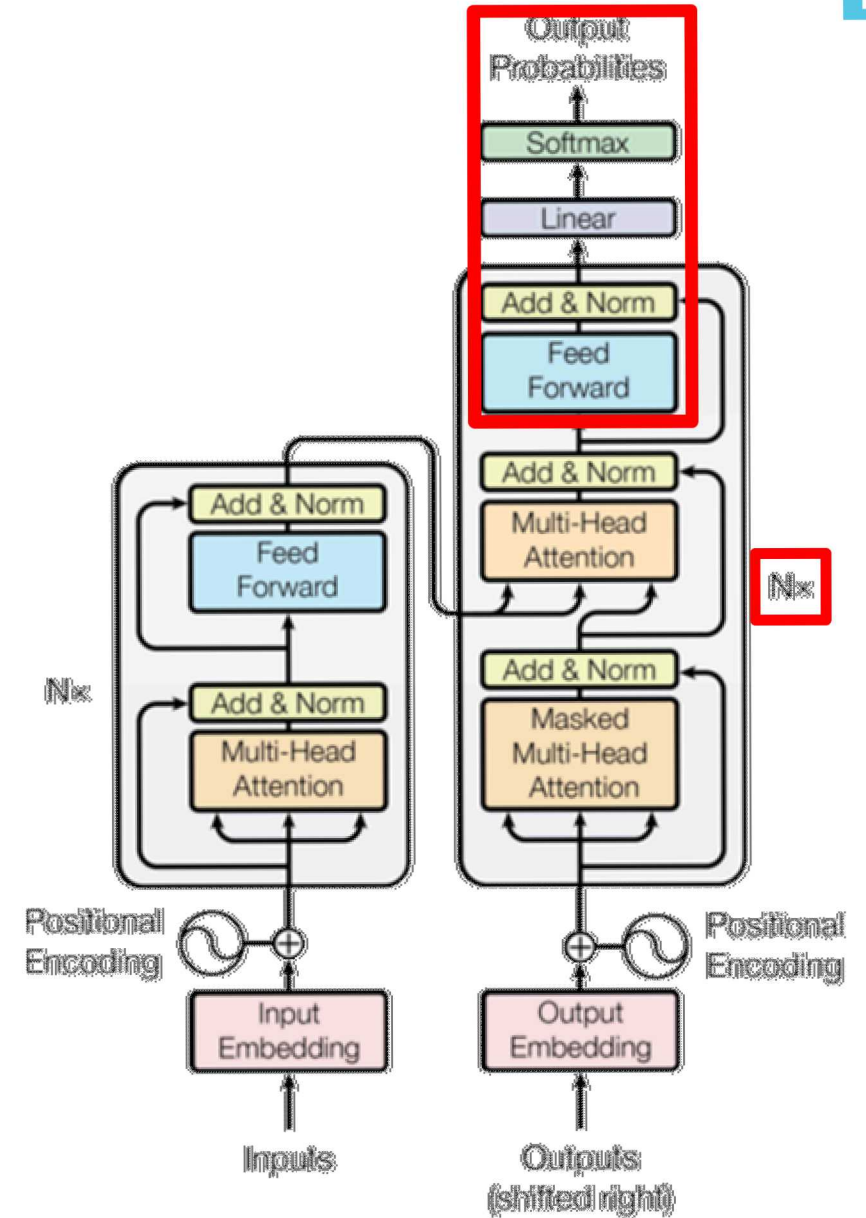 Output
Probabilities
Softmax
Linear
Add & Norm
Feed
Forward
Add & Norm
Multi-Head
Attention
N×
Add & Norm
Masked
Multi-Head
Attention
Add & Norm
Feed
Forward
N×
Add & Norm
Multi-Head
Attention
Positional
Encoding
Positional
Encoding
Input
Embedding
Output
Embedding
Inputs
Outputs
(shifted right)